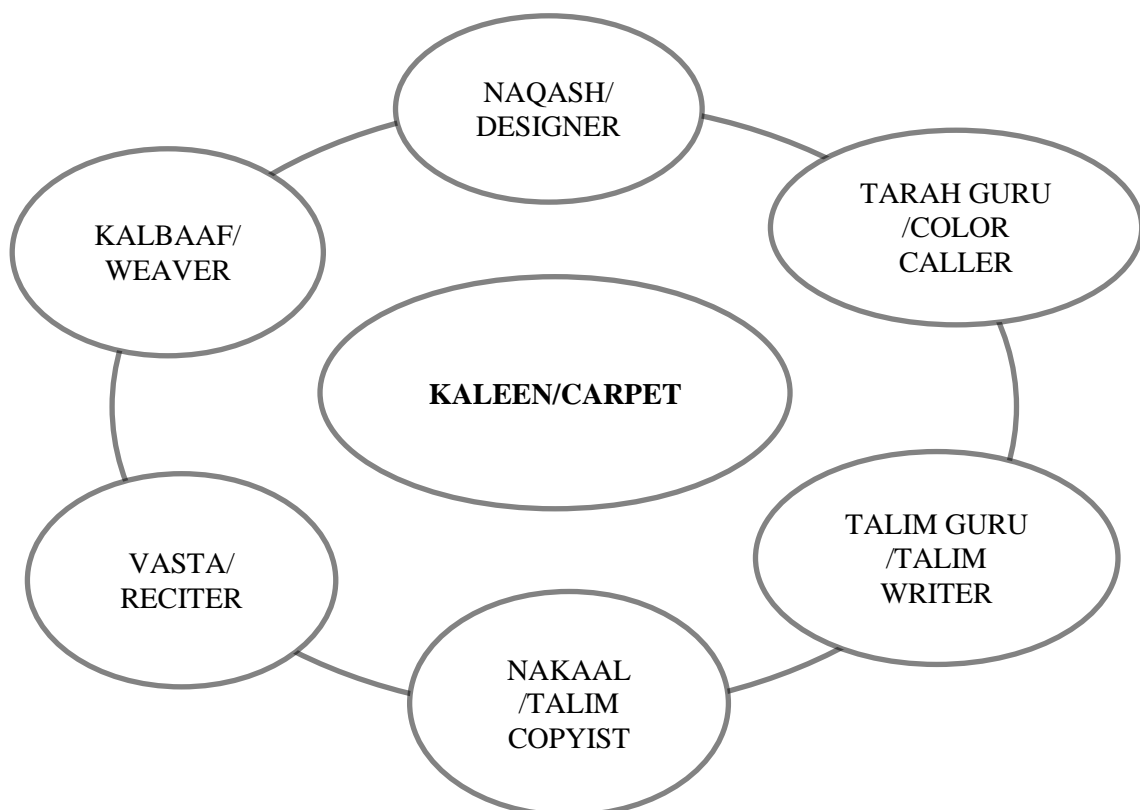 NAQASH/
DESIGNER
TARAH GURU
/COLOR
CALLER
KALBAAF/
WEAVER
KALEEN/CARPET
TALIM GURU
/TALIM
WRITER
VASTA/
RECITER
NAKAAL
/TALIM
COPYIST